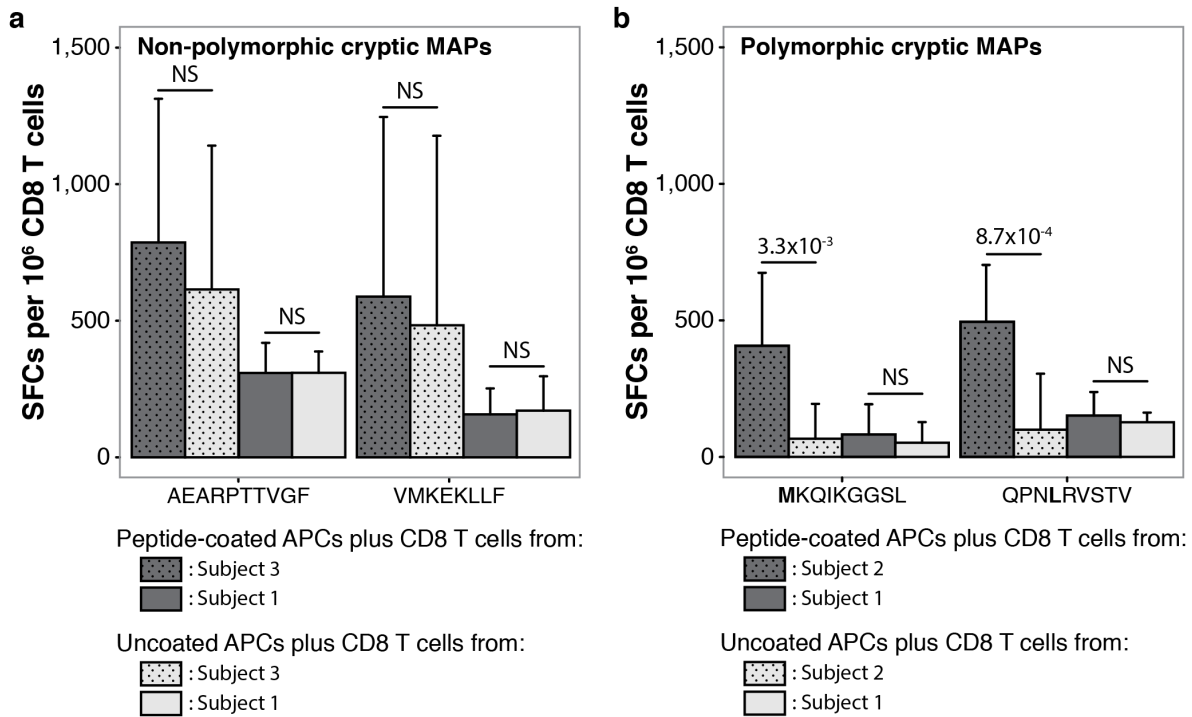 a
Non-polymorphic cryptic MAPs
SFCs per 10⁶ CD8 T cells
1,500
1,000
500
0
NS
NS
NS
NS
AEARPTTVGF
VMKEKLLF
Peptide-coated APCs plus CD8 T cells from:
: Subject 3
: Subject 1
Uncoated APCs plus CD8 T cells from:
: Subject 3
: Subject 1
b
Polymorphic cryptic MAPs
SFCs per 10⁶ CD8 T cells
1,500
1,000
500
0
3.3x10⁻³
NS
8.7x10⁻⁴
NS
MKQIKGGSL
QPNLRVSTV
Peptide-coated APCs plus CD8 T cells from:
: Subject 2
: Subject 1
Uncoated APCs plus CD8 T cells from:
: Subject 2
: Subject 1